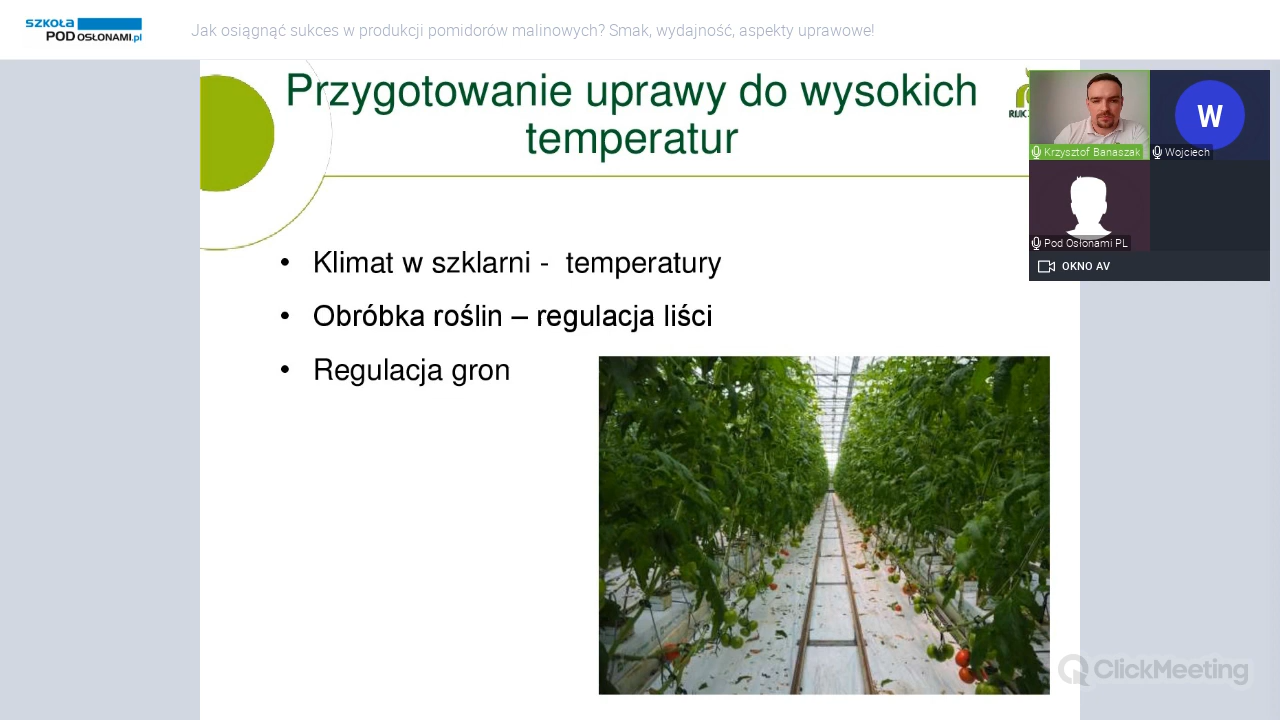 SZKOŁA
POD OSŁONAMI.pl
Jak osiągnąć sukces w produkcji pomidorów malinowych? Smak, wydajność, aspekty uprawowe!
Przygotowanie uprawy do wysokich
temperatur
RIJK
W
Krzysztof Banaszak
Wojciech
Pod Osłonami PL
OKNO AV
• Klimat w szklarni - temperatury
• Obróbka roślin – regulacja liści
• Regulacja gron
ClickMeeting